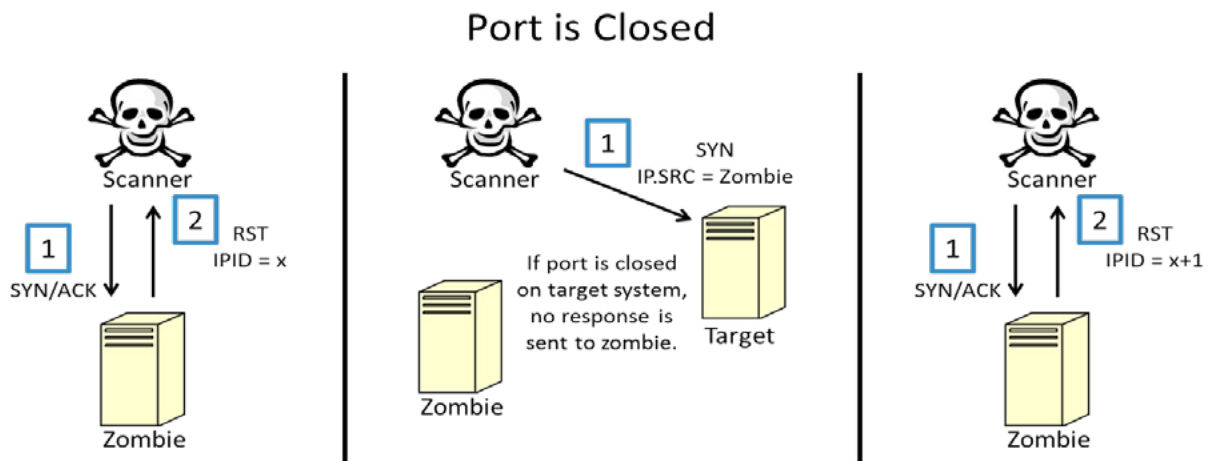 Port is Closed
Scanner
1
SYN/ACK
2
RST
IPID = x
Zombie
Scanner
1
SYN
IP.SRC = Zombie
If port is closed
on target system,
no response is
sent to zombie.
Target
Zombie
Scanner
1
SYN/ACK
2
RST
IPID = x+1
Zombie